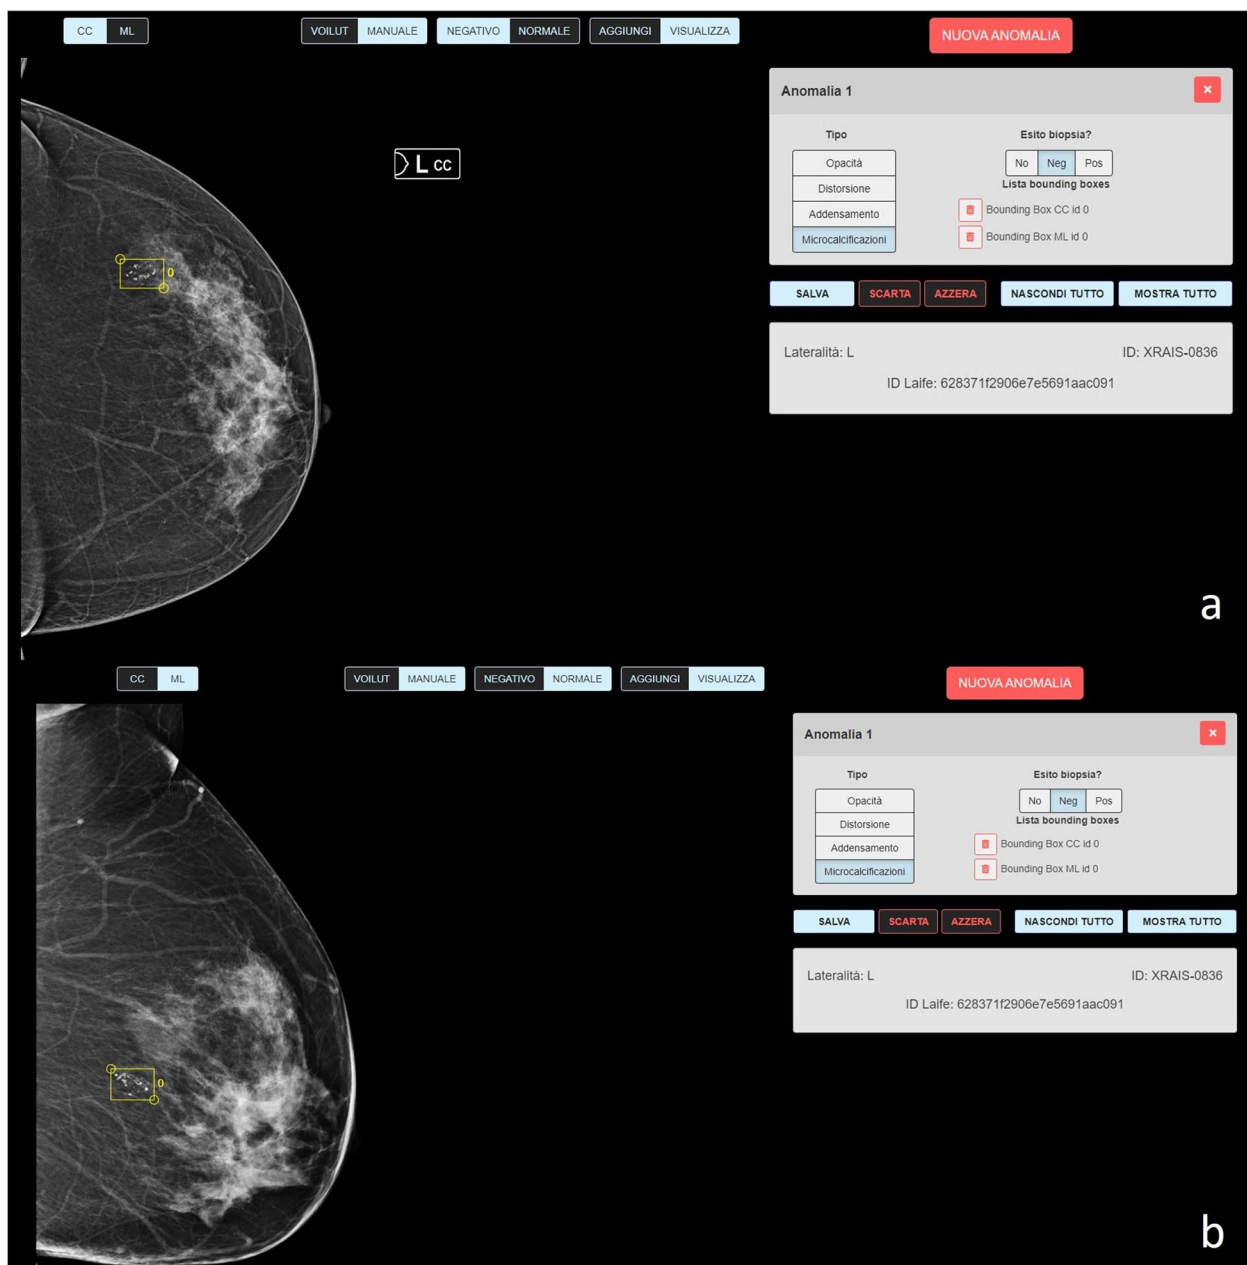 CC ML VOILUT MANUALE NEGATIVO NORMALE AGGIUNGI VISUALIZZA NUOVA ANOMALIA
L CC
0
Anomalia 1
Tipo Esito biopsia?
Opacità No Neg Pos
Distorsione Lista bounding boxes
Addensamento Bounding Box CC id 0
Microcalcificazioni Bounding Box ML id 0
SALVA SCARTA AZZERA NASCONDI TUTTO MOSTRA TUTTO
Lateralità: L ID: XRAIS-0836
ID Laife: 628371f2906e7e5691aac091
a
CC ML VOILUT MANUALE NEGATIVO NORMALE AGGIUNGI VISUALIZZA NUOVA ANOMALIA
0
Anomalia 1
Tipo Esito biopsia?
Opacità No Neg Pos
Distorsione Lista bounding boxes
Addensamento Bounding Box CC id 0
Microcalcificazioni Bounding Box ML id 0
SALVA SCARTA AZZERA NASCONDI TUTTO MOSTRA TUTTO
Lateralità: L ID: XRAIS-0836
ID Laife: 628371f2906e7e5691aac091
b